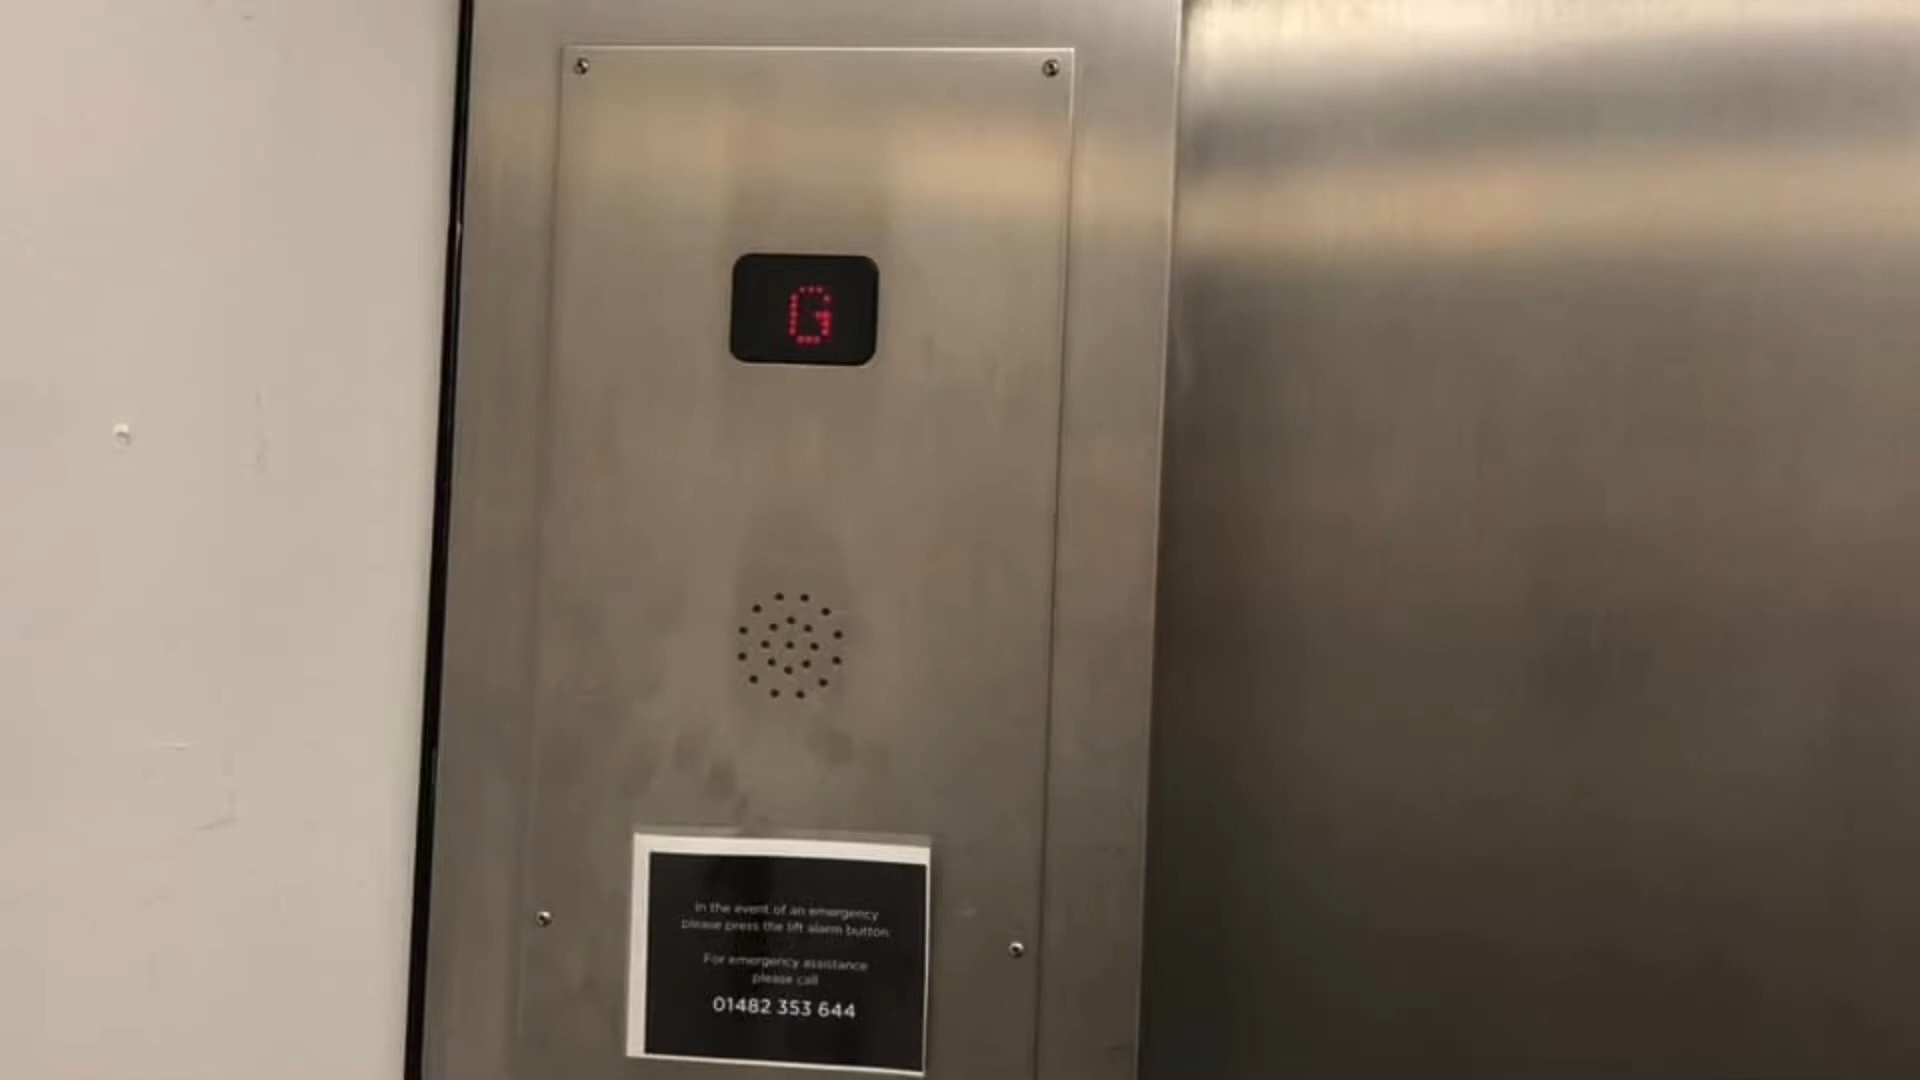 G
In the event of an emergency
please press the lift alarm button.
For emergency assistance
please call
01482 353 644